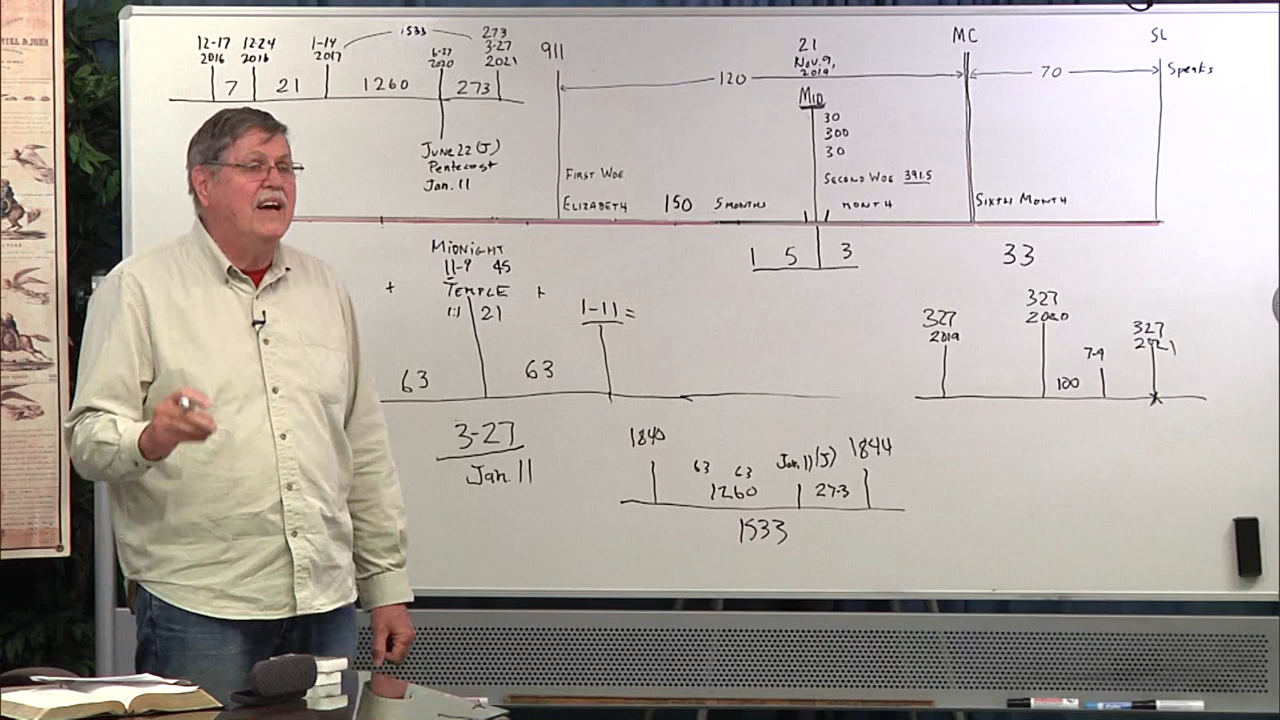 IEL & JOHN
12-17 12-24 1-14 1533 273
2016 2016 2017 6-27 3-27
2020 2021
7 21 1260 273
June 22 (J)
Pentecost
Jan. 11
911
120
21
Nov. 9,
2019
MID
30
300
30
MC
70
SL
Speaks
FIRST WOE
SECOND WOE 391.5
ELIZABETH 150 5 MONTHS MONTH SIXTH MONTH
1 5 3
33
MIDNIGHT
11-9 45
+ TEMPLE +
1:1 21
1-11=
63 63
3-27
Jan. 11
327 327 327
2019 2020 2021
7-9
100
1840 1844
63 63 Jan. 11 (J)
1260 273
1533